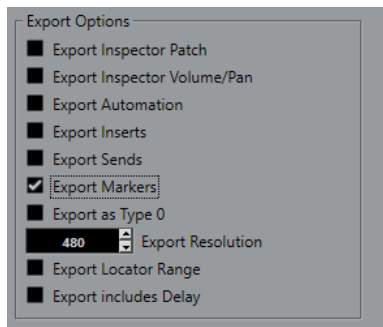 Export Options
Export Inspector Patch
Export Inspector Volume/Pan
Export Automation
Export Inserts
Export Sends
Export Markers
Export as Type 0
480 Export Resolution
Export Locator Range
Export includes Delay